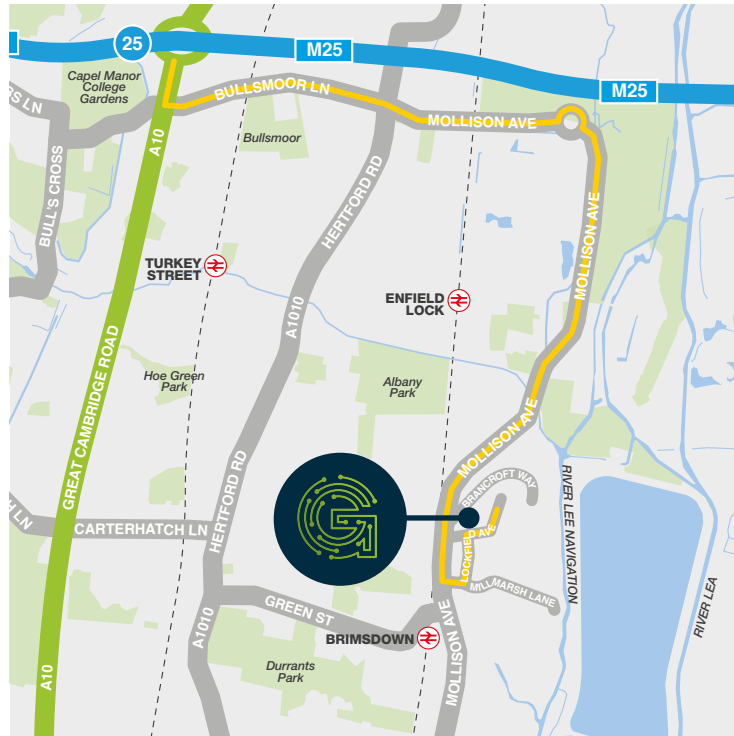 25
M25
M25
Capel Manor
College
Gardens
RS LN
BULLSMOOR LN
MOLLISON AVE
Bullsmoor
A10
BULL'S CROSS
HERTFORD RD
MOLLISON AVE
TURKEY
STREET
ENFIELD
LOCK
A1010
GREAT CAMBRIDGE ROAD
Hoe Green
Park
Albany
Park
MOLLISON AVE
BRANCROFT WAY
RIVER LEE NAVIGATION
HERTFORD RD
H LN
CARTERHATCH LN
LOCKFIELD AVE
MILLMARSH LANE
GREEN ST
RIVER LEA
A1010
BRIMSDOWN
MOLLISON AVE
Durrants
Park
A10